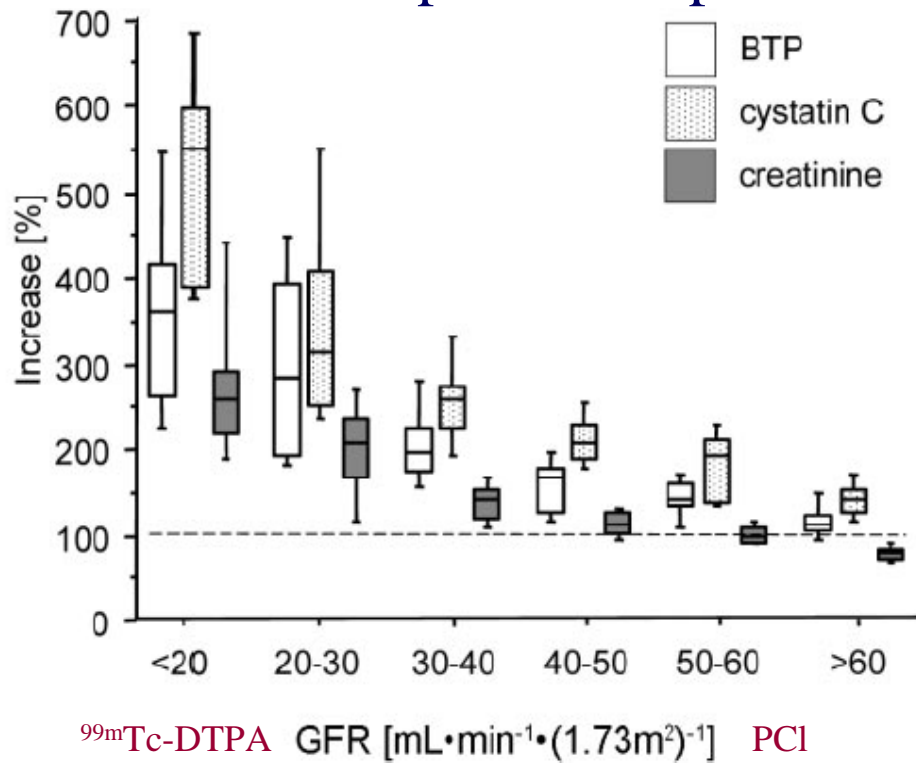 700
600
500
400
300
200
100
0
Increase [%]
BTP
cystatin C
creatinine
<20 20-30 30-40 40-50 50-60 >60
99mTc-DTPA GFR [mL•min⁻¹•(1.73m²)⁻¹] PCl